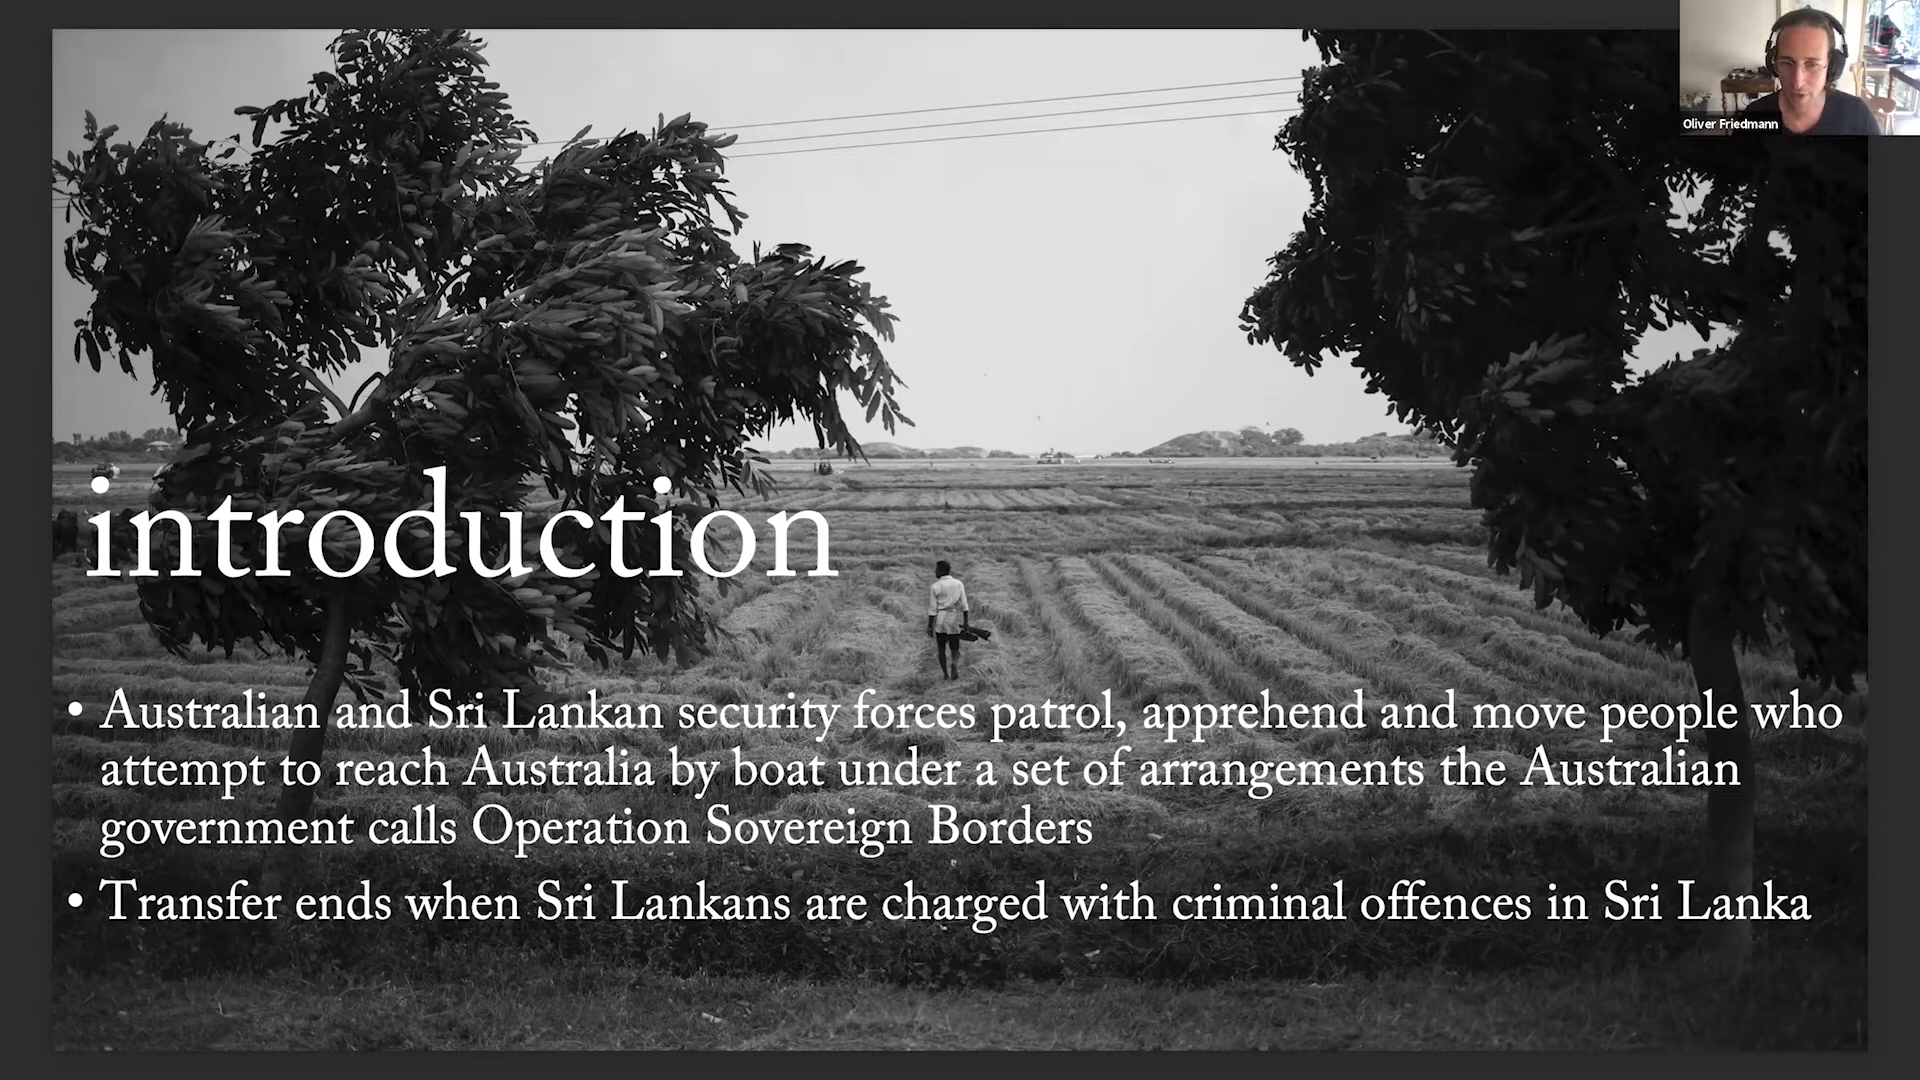 Oliver Friedmann
introduction
• Australian and Sri Lankan security forces patrol, apprehend and move people who
attempt to reach Australia by boat under a set of arrangements the Australian
government calls Operation Sovereign Borders
• Transfer ends when Sri Lankans are charged with criminal offences in Sri Lanka